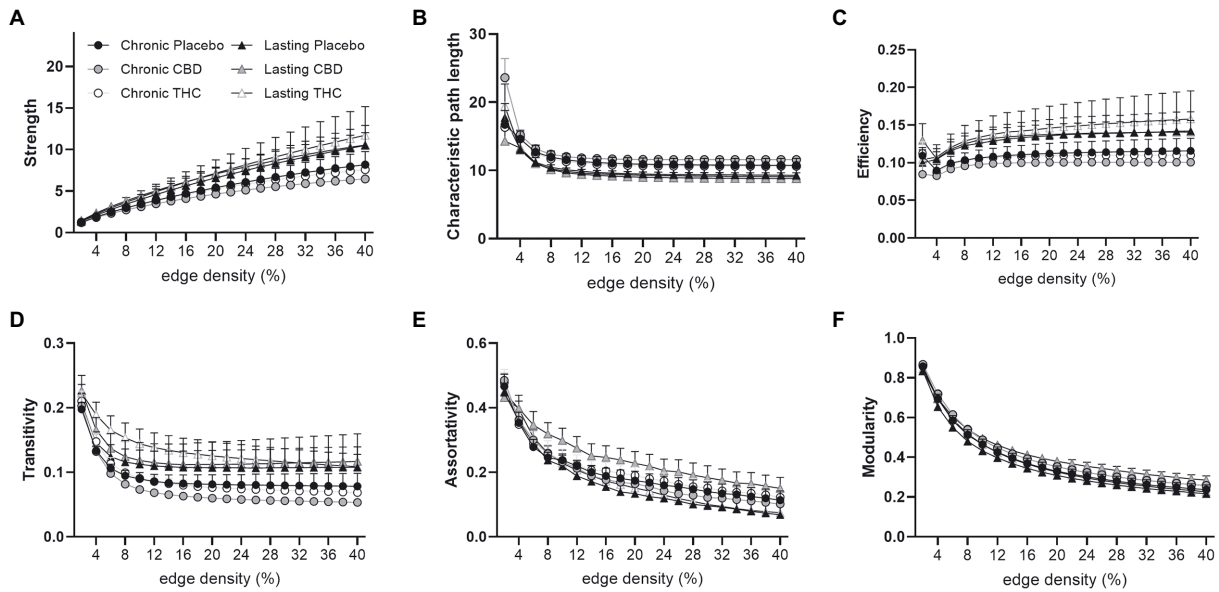 A
Strength
20
15
10
5
0
Chronic Placebo
Chronic CBD
Chronic THC
Lasting Placebo
Lasting CBD
Lasting THC
4 8 12 16 20 24 28 32 36 40
edge density (%)
B
Characteristic path length
30
20
10
0
4 8 12 16 20 24 28 32 36 40
edge density (%)
C
Efficiency
0.25
0.20
0.15
0.10
0.05
0.00
4 8 12 16 20 24 28 32 36 40
edge density (%)
D
Transitivity
0.3
0.2
0.1
0.0
4 8 12 16 20 24 28 32 36 40
edge density (%)
E
Assortativity
0.6
0.4
0.2
0.0
4 8 12 16 20 24 28 32 36 40
edge density (%)
F
Modularity
1.0
0.8
0.6
0.4
0.2
0.0
4 8 12 16 20 24 28 32 36 40
edge density (%)